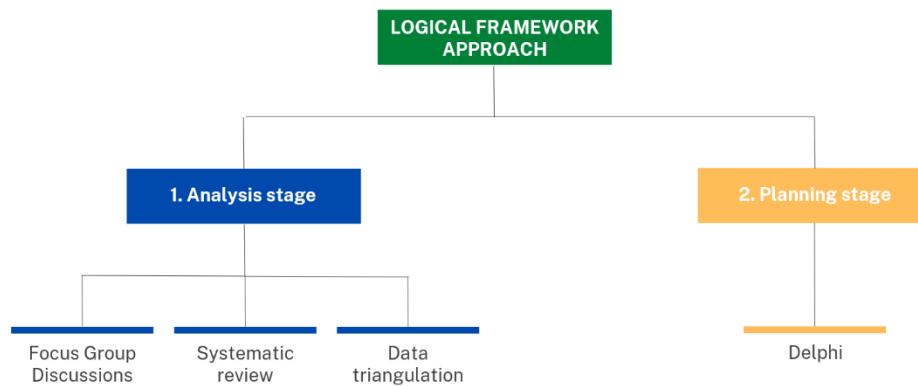 LOGICAL FRAMEWORK
APPROACH
1. Analysis stage
2. Planning stage
Focus Group
Discussions
Systematic
review
Data
triangulation
Delphi